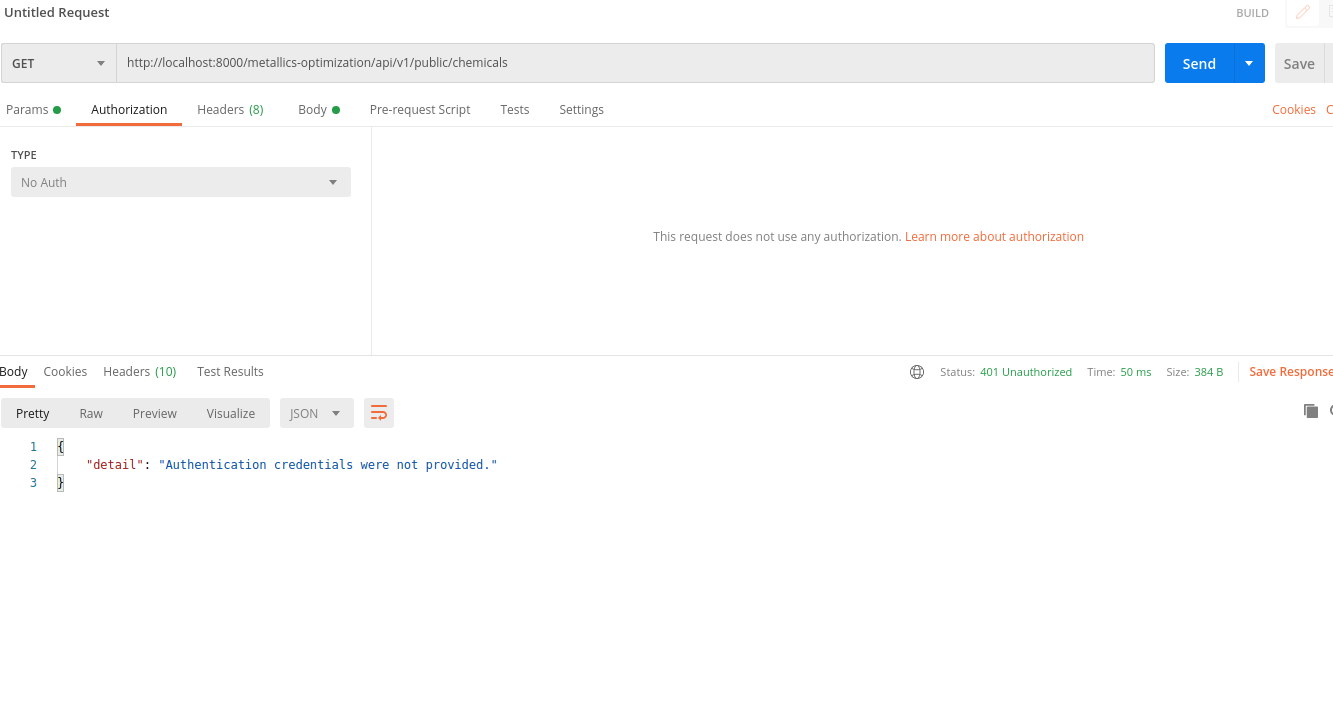 Untitled Request BUILD
GET http://localhost:8000/metallics-optimization/api/v1/public/chemicals Send Save
Params Authorization Headers (8) Body Pre-request Script Tests Settings Cookies C
TYPE
No Auth
This request does not use any authorization. Learn more about authorization
Body Cookies Headers (10) Test Results Status: 401 Unauthorized Time: 50 ms Size: 384 B Save Response
Pretty Raw Preview Visualize JSON
1 {
2 "detail": "Authentication credentials were not provided."
3 }